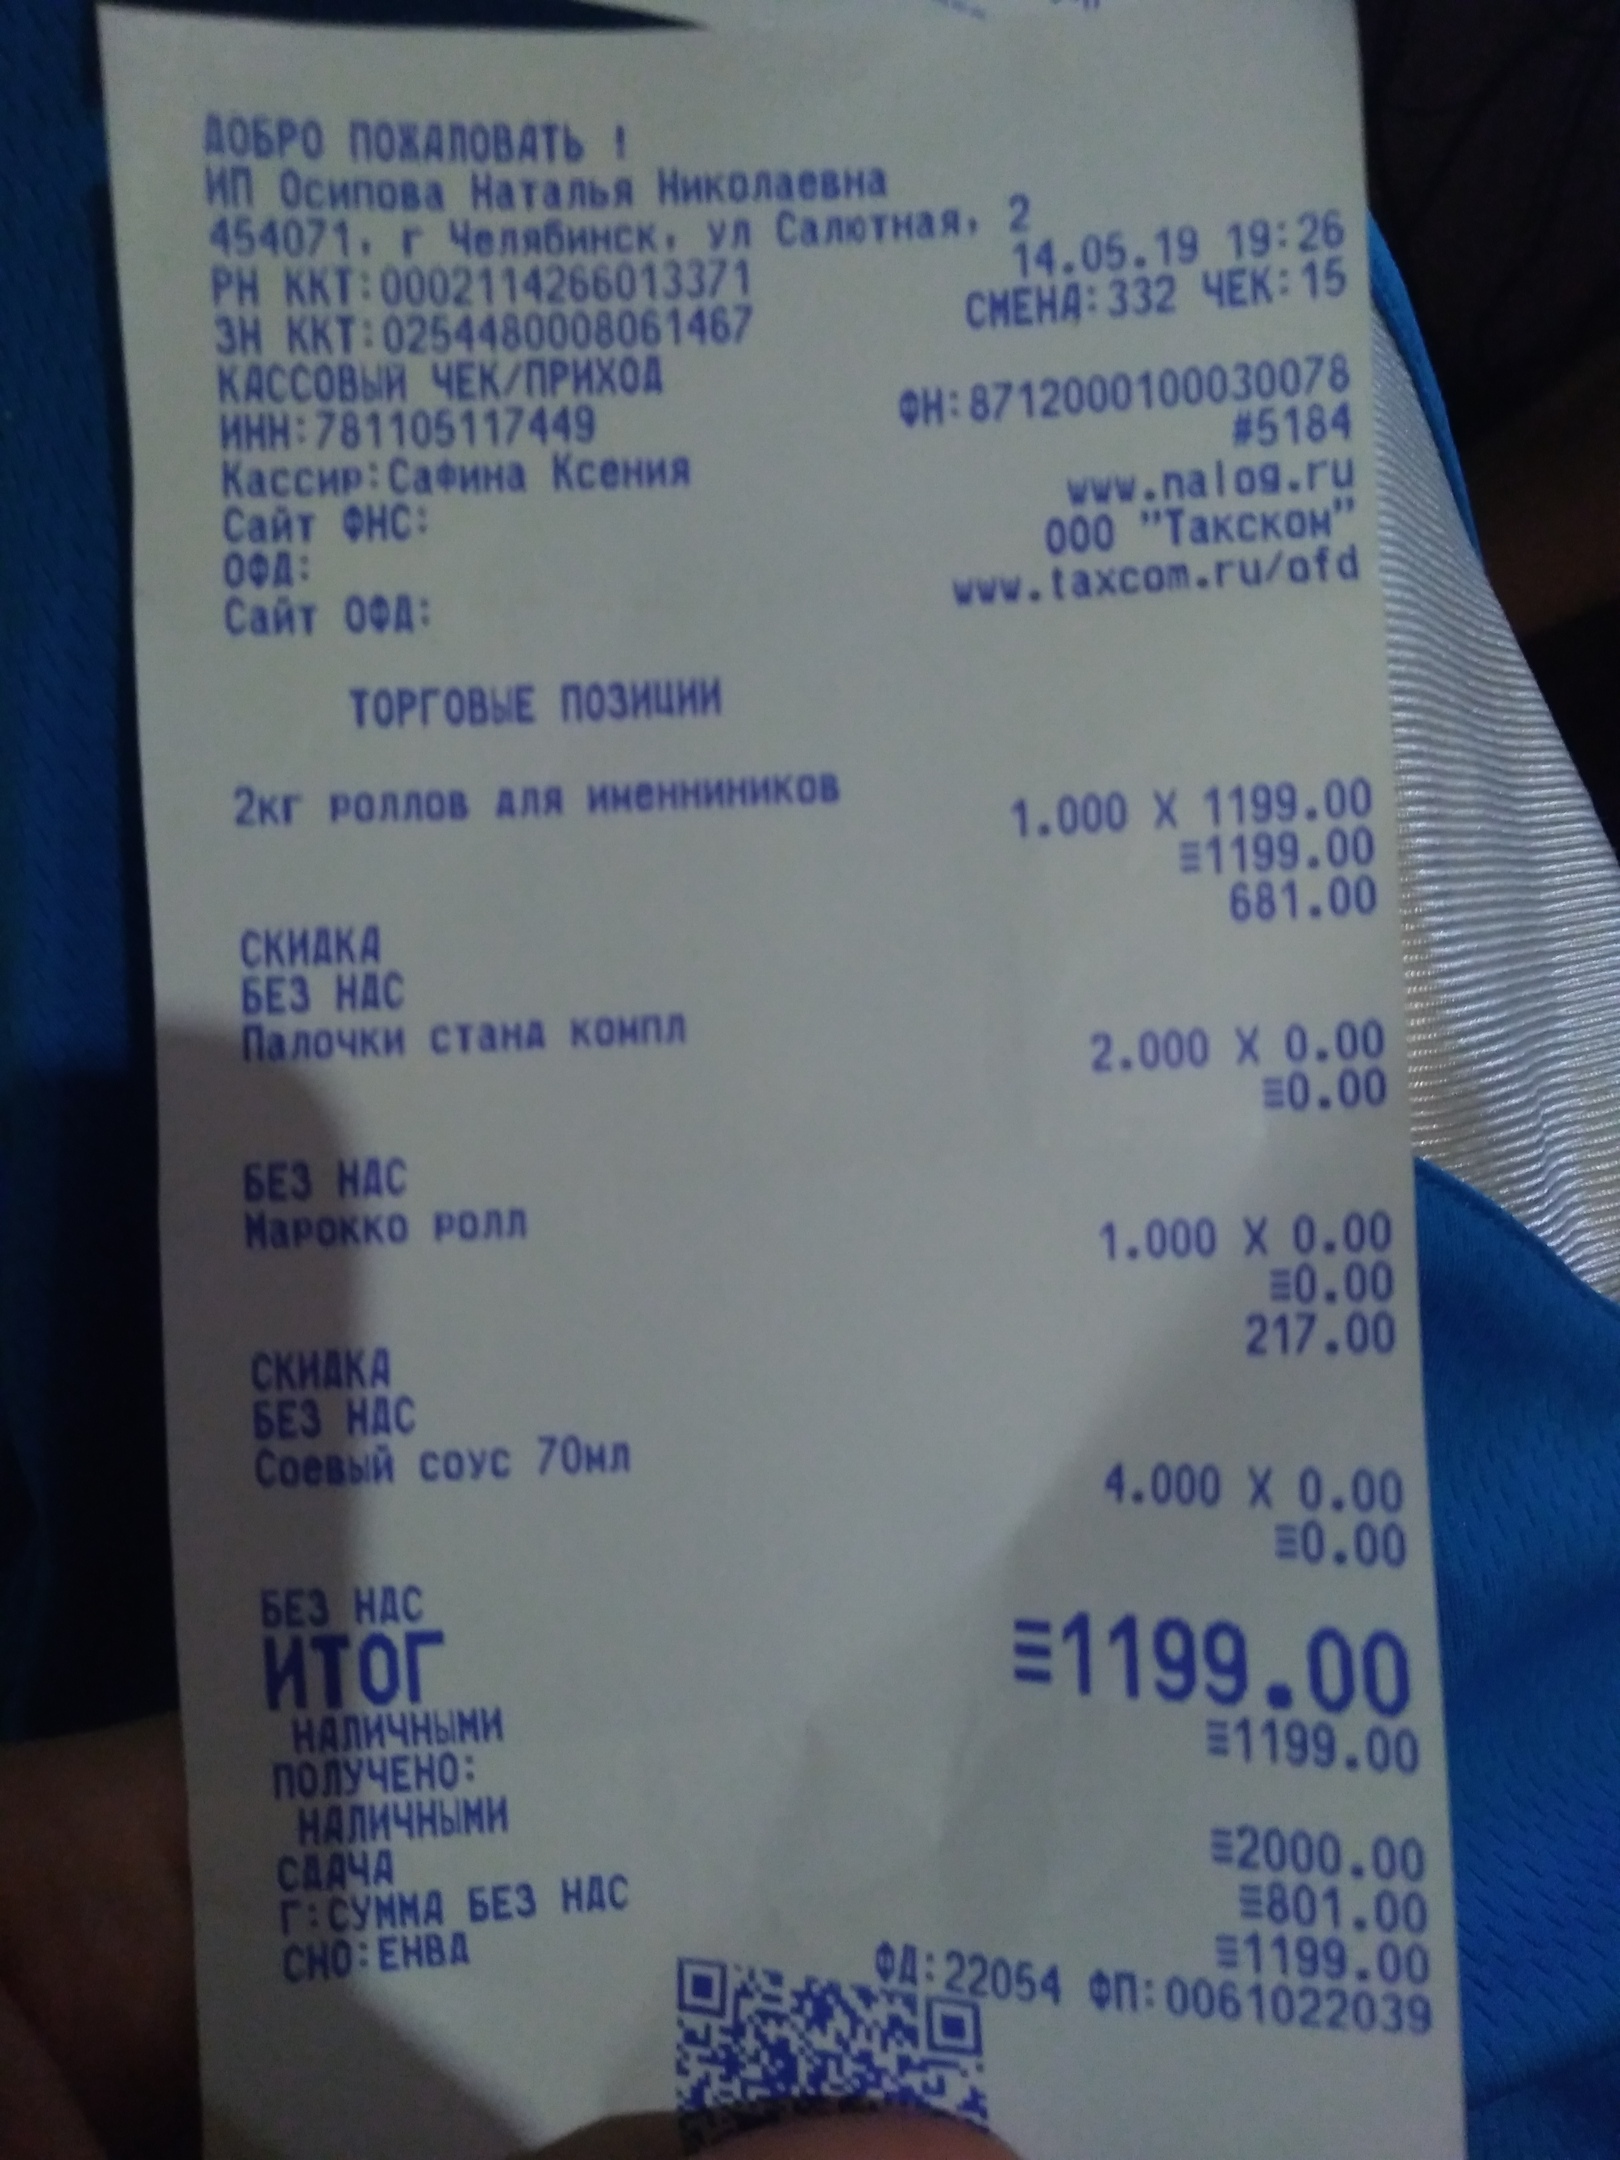 ДОБРО ПОЖАЛОВАТЬ !
ИП Осипова Наталья Николаевна
454071, г Челябинск, ул Салютная, 2
РН ККТ:0002114266013371 14.05.19 19:26
ЗН ККТ:0254480008061467 СМЕНА:332 ЧЕК:15
КАССОВЫЙ ЧЕК/ПРИХОД
ИНН:781105117449 ФН:8712000100030078
Кассир:Сафина Ксения #5184
Сайт ФНС: www.nalog.ru
ОФД: ООО "Такском"
Сайт ОФД: www.taxcom.ru/ofd
ТОРГОВЫЕ ПОЗИЦИИ
2кг роллов для именниников
1.000 X 1199.00
≡1199.00
СКИДКА 681.00
БЕЗ НДС
Палочки станд компл
2.000 X 0.00
≡0.00
БЕЗ НДС
Марокко ролл
1.000 X 0.00
≡0.00
СКИДКА 217.00
БЕЗ НДС
Соевый соус 70мл
4.000 X 0.00
≡0.00
БЕЗ НДС
ИТОГ ≡1199.00
НАЛИЧНЫМИ ≡1199.00
ПОЛУЧЕНО:
НАЛИЧНЫМИ ≡2000.00
СДАЧА ≡801.00
Г:СУММА БЕЗ НДС ≡1199.00
СНО:ЕНВД ФД:22054 ФП:0061022039